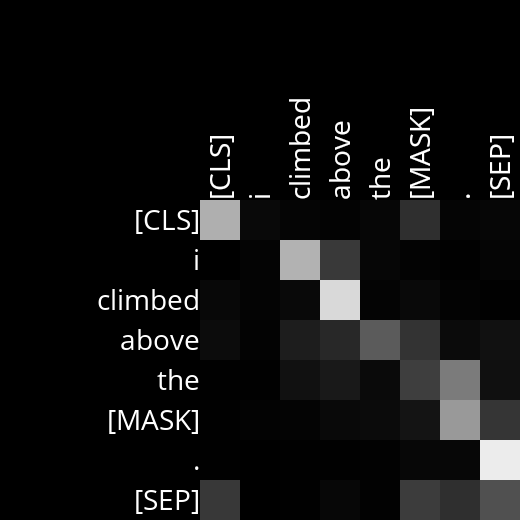 [CLS] i climbed above the [MASK] . [SEP]
[CLS]
i
climbed
above
the
[MASK]
.
[SEP]